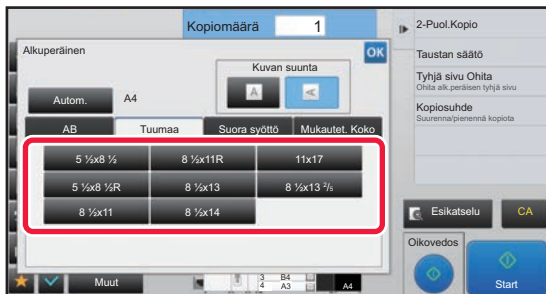 Kopiomäärä 1
Alkuperäinen
OK
Kuvan suunta
A
A
Autom. A4
AB Tuumaa Suora syöttö Mukautet. Koko
5 ½x8 ½ 8 ½x11R 11x17
5 ½x8 ½R 8 ½x13 8 ½x13 ²/₅
8 ½x11 8 ½x14
Muut
3 B4
4 A3
A4
2-Puol.Kopio
Taustan säätö
Tyhjä sivu Ohita
Ohita alk.peräisen tyhjä sivu
Kopiosuhde
Suurenna/pienennä kopiota
Esikatselu CA
Oikovedos
Start